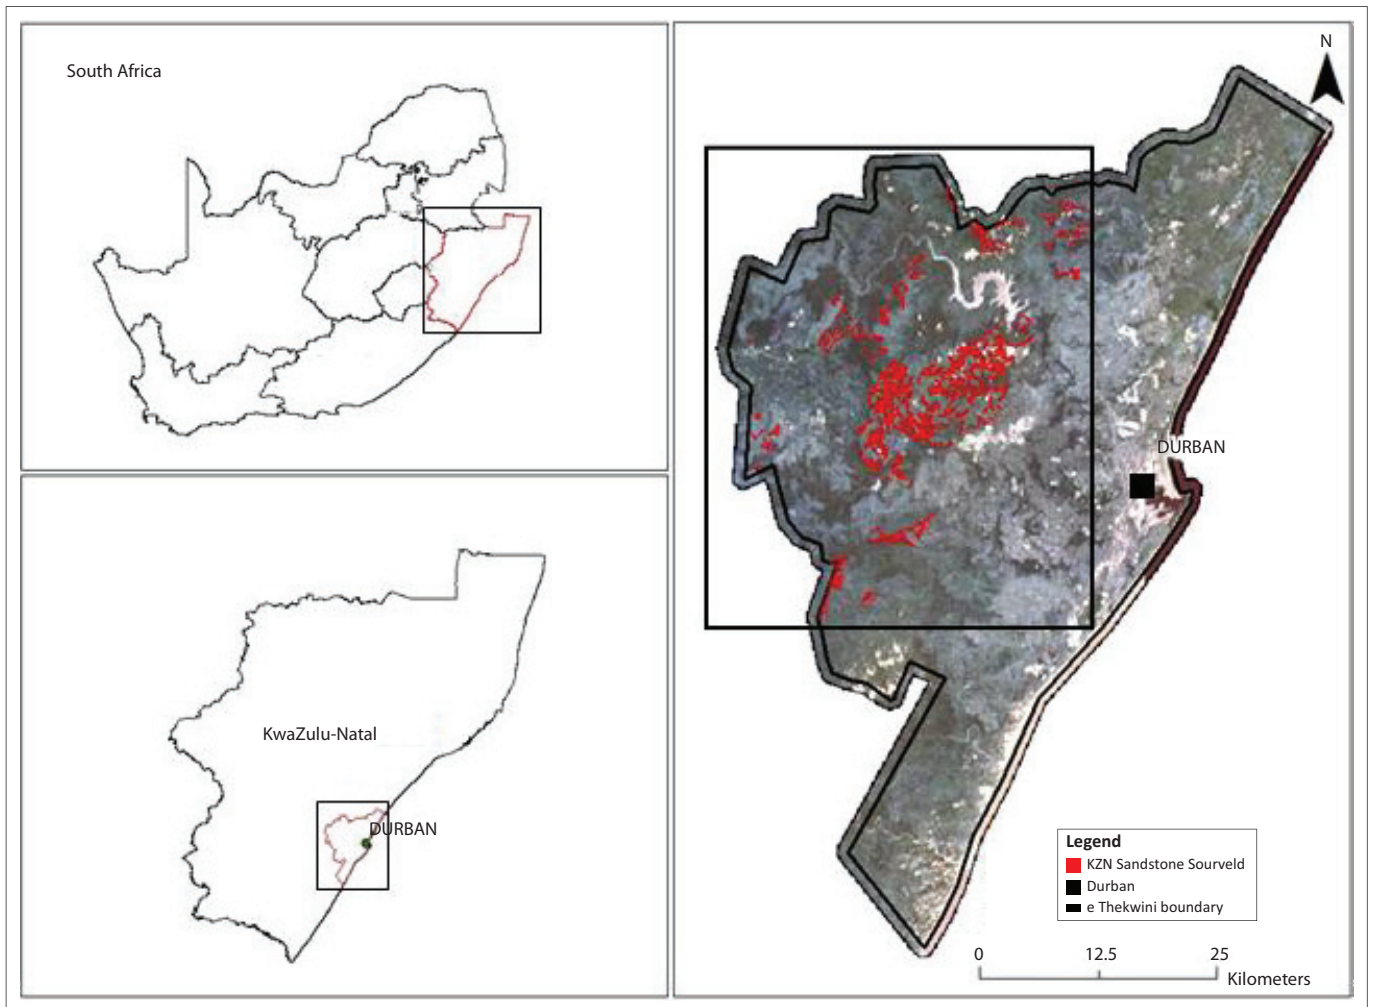 South Africa
KwaZulu-Natal
DURBAN
N
DURBAN
Legend
KZN Sandstone Sourveld
Durban
e Thekwini boundary
0 12.5 25
Kilometers